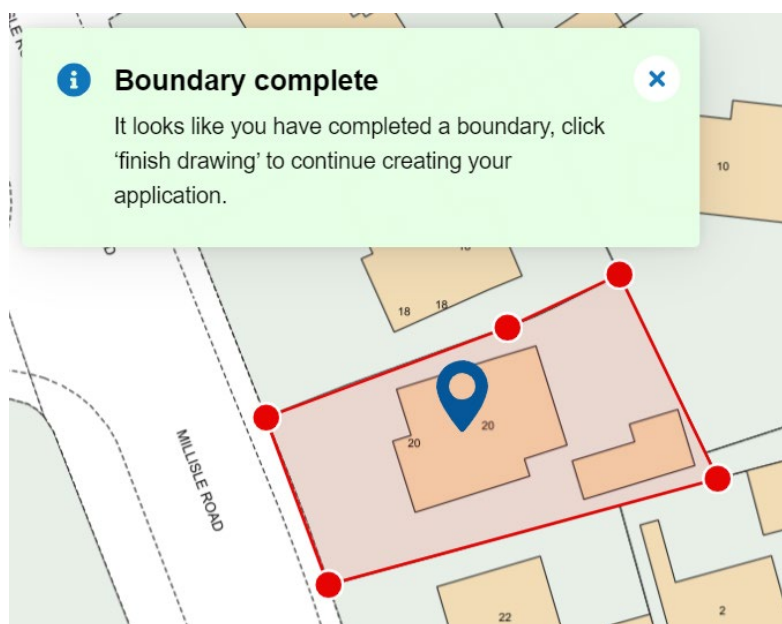 Boundary complete
It looks like you have completed a boundary, click
‘finish drawing’ to continue creating your
application.
10
18
18
20
20
MILLISLE ROAD
22
2